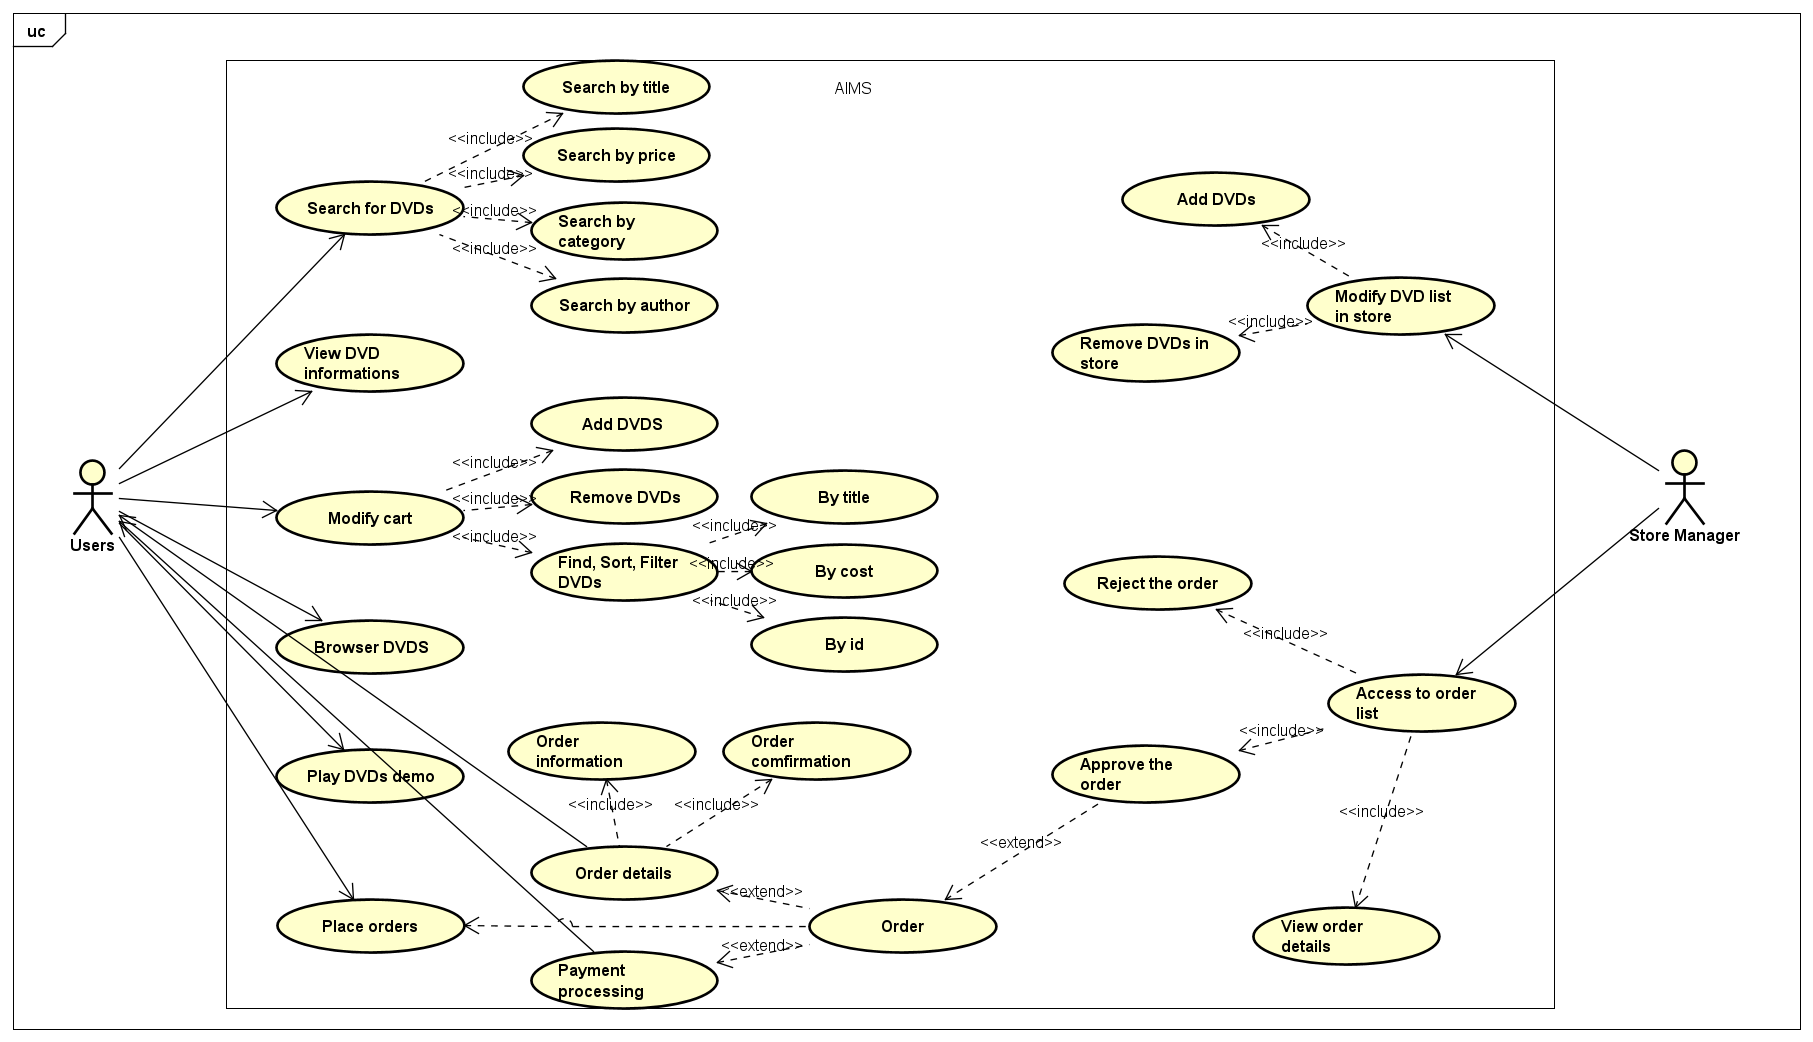 uc
AIMS
Search by title
<<include>>
Search by price
<<include>>
Search for DVDs
<<include>>
Search by
category
<<include>>
Search by author
View DVD
informations
Add DVDS
<<include>>
Modify cart
<<include>>
Remove DVDs
<<include>>
Find, Sort, Filter
DVDs
<<include>>
By title
<<include>>
By cost
<<include>>
By id
Users
Browser DVDS
Play DVDs demo
Order
information
Order
comfirmation
<<include>>
<<include>>
Order details
<<extend>>
Place orders
Order
<<extend>>
Payment
processing
<<extend>>
Add DVDs
<<include>>
Modify DVD list
in store
<<include>>
Remove DVDs in
store
Store Manager
Reject the order
<<include>>
Access to order
list
<<include>>
Approve the
order
<<include>>
View order
details